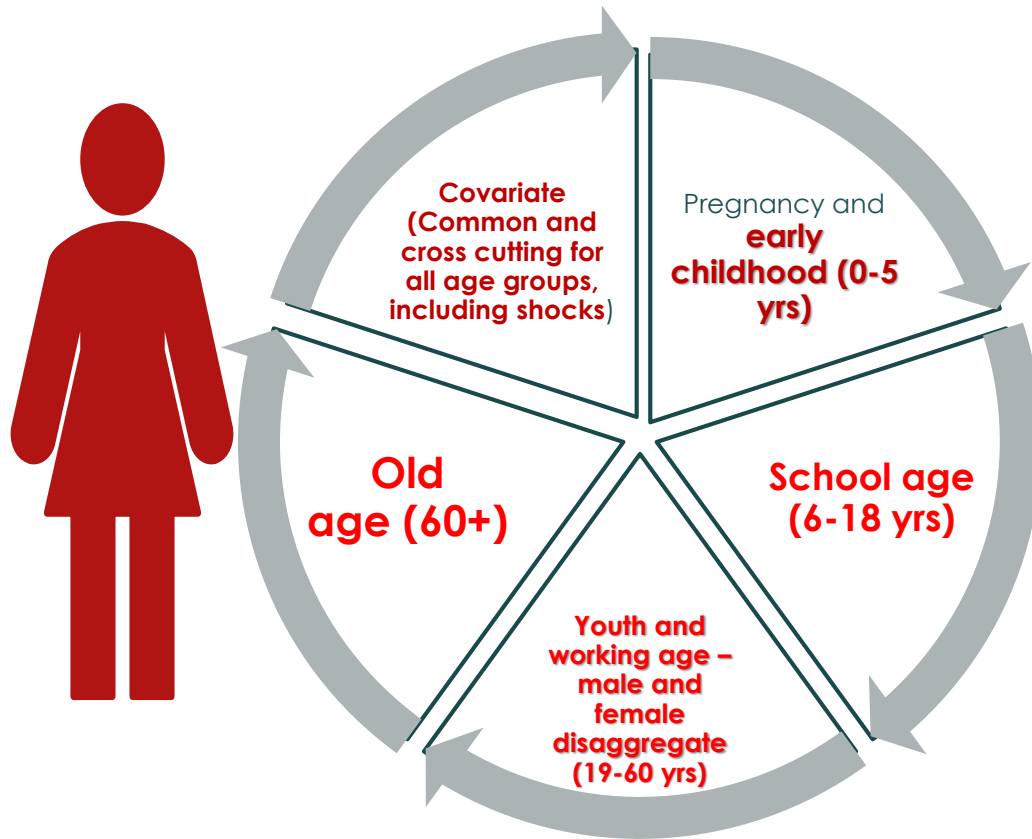 Covariate
(Common and
cross cutting for
all age groups,
including shocks)
Pregnancy and
early
childhood (0-5
yrs)
School age
(6-18 yrs)
Youth and
working age –
male and
female
disaggregate
(19-60 yrs)
Old
age (60+)